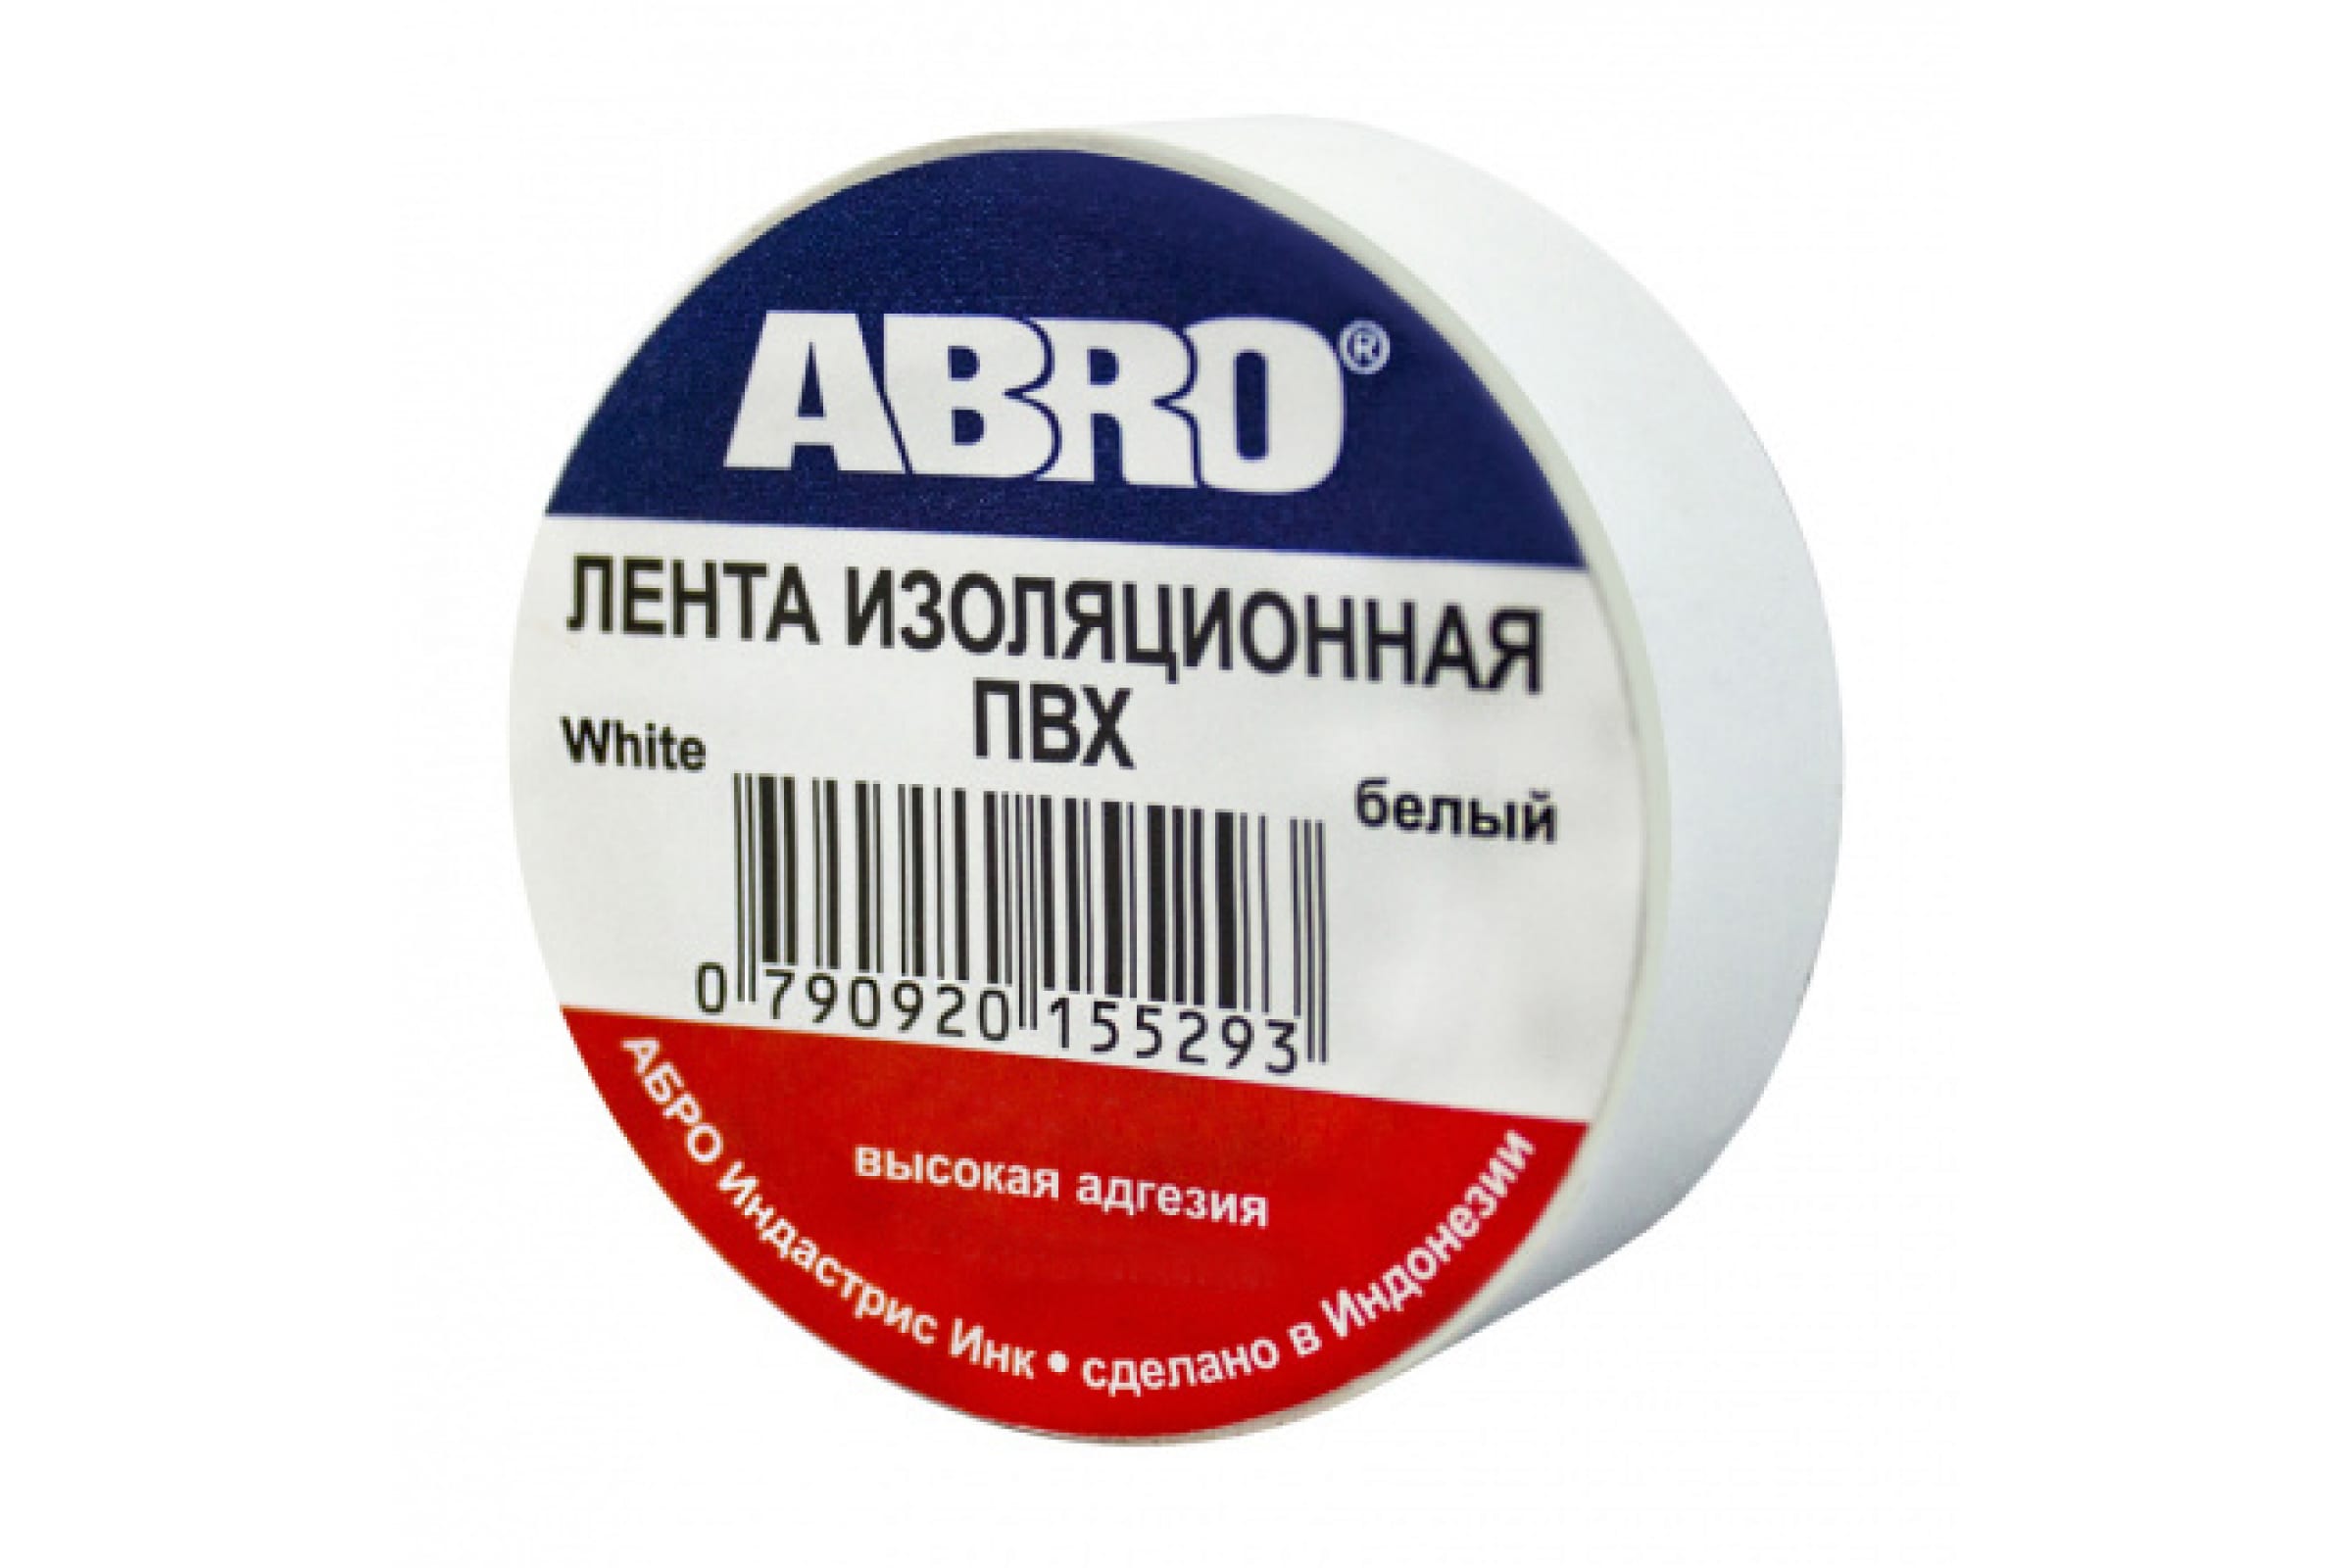 ABRO®
ЛЕНТА ИЗОЛЯЦИОННАЯ
ПВХ
White
белый
0 790920 155293
высокая адгезия
АБРО Индастрис Инк • сделано в Индонезии